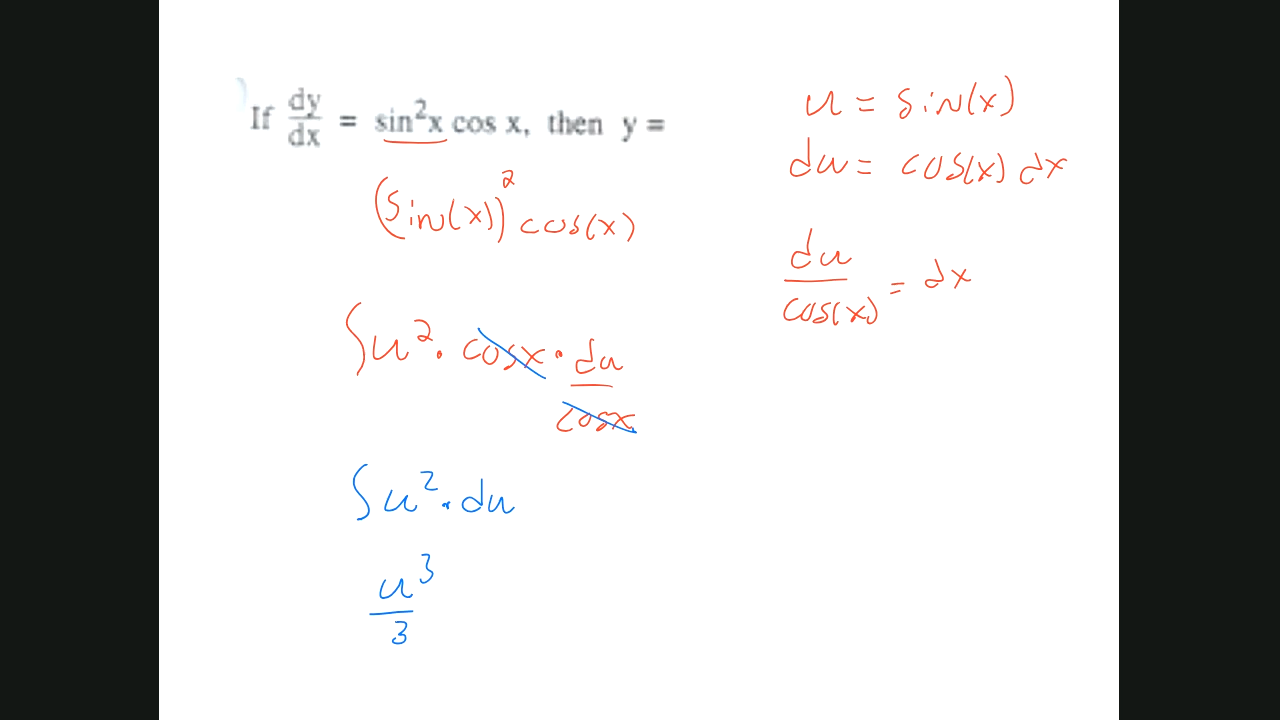 If dy/dx = sin²x cos x, then y =
(sin(x))² cos(x)
∫u² · cosx · du/cosx
∫u² · du
u³/3
u = sin(x)
du = cos(x) dx
du/cos(x) = dx